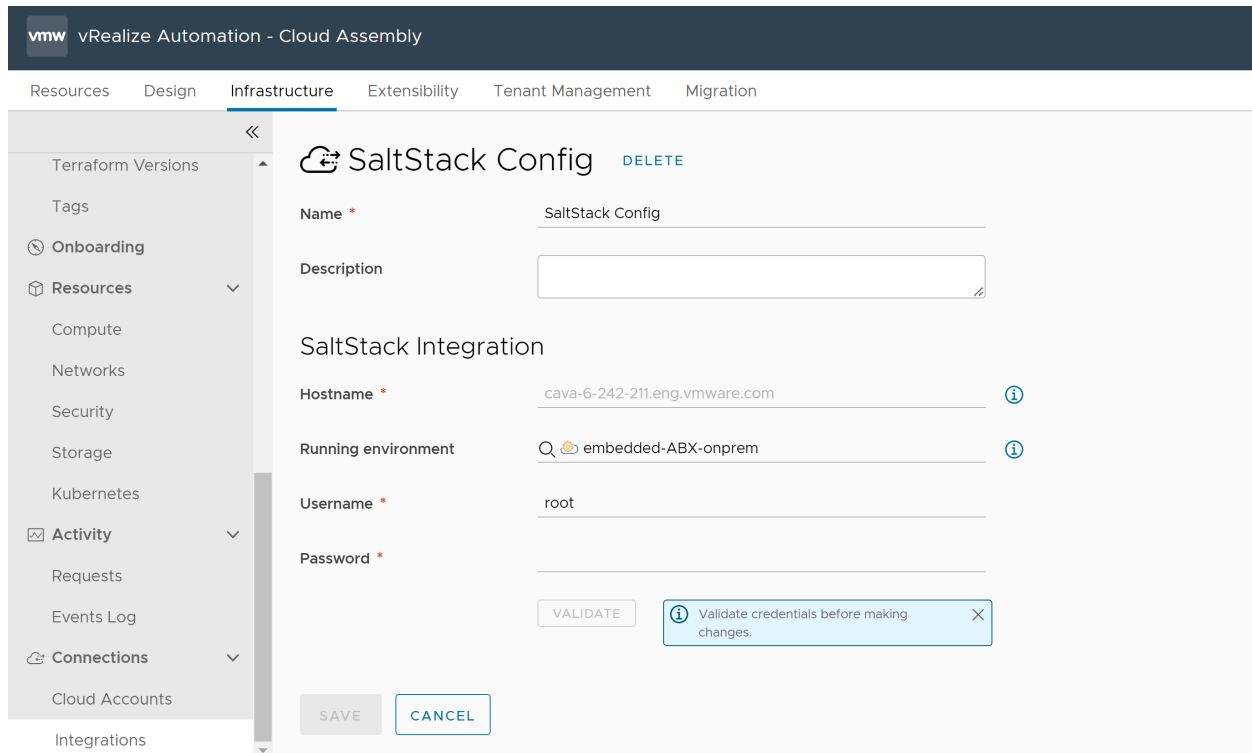 vmw vRealize Automation - Cloud Assembly
Resources Design Infrastructure Extensibility Tenant Management Migration
Terraform Versions
Tags
Onboarding
Resources
Compute
Networks
Security
Storage
Kubernetes
Activity
Requests
Events Log
Connections
Cloud Accounts
Integrations
SaltStack Config DELETE
Name * SaltStack Config
Description
SaltStack Integration
Hostname * cava-6-242-211.eng.vmware.com
Running environment embedded-ABX-onprem
Username * root
Password *
VALIDATE
Validate credentials before making
changes.
SAVE CANCEL